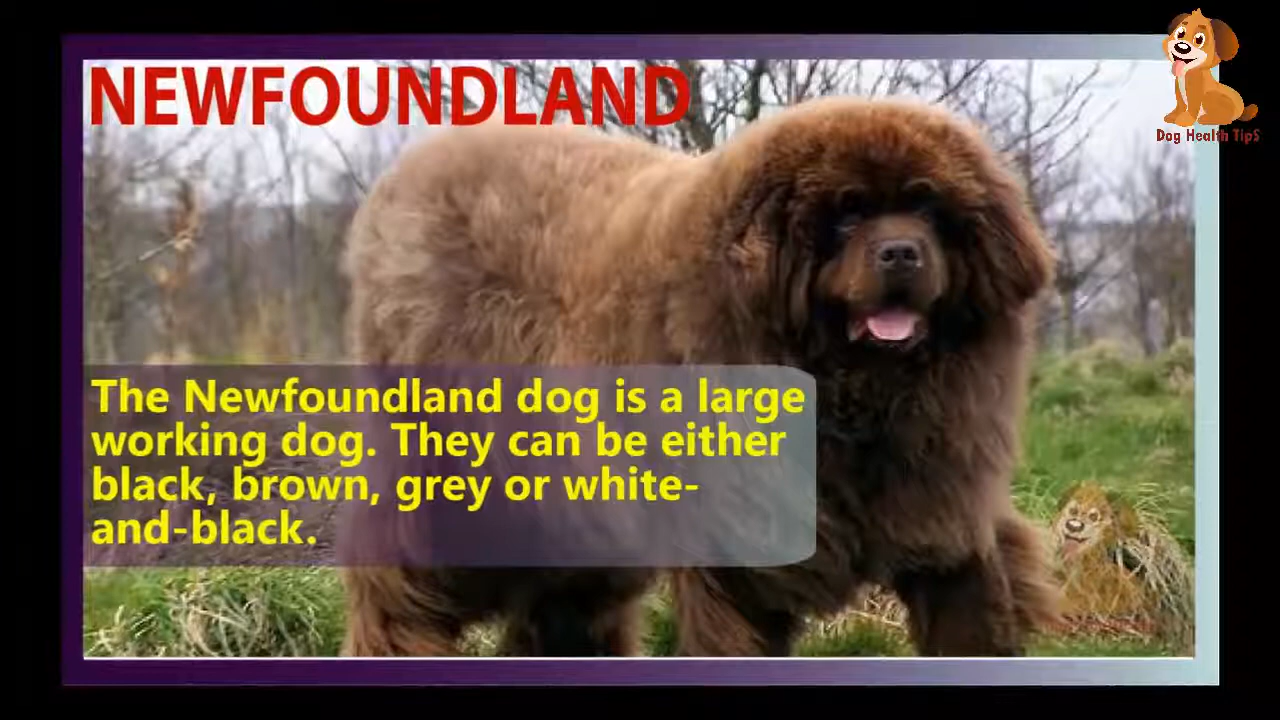 NEWFOUNDLAND
Dog Health TipS
The Newfoundland dog is a large
working dog. They can be either
black, brown, grey or white-
and-black.